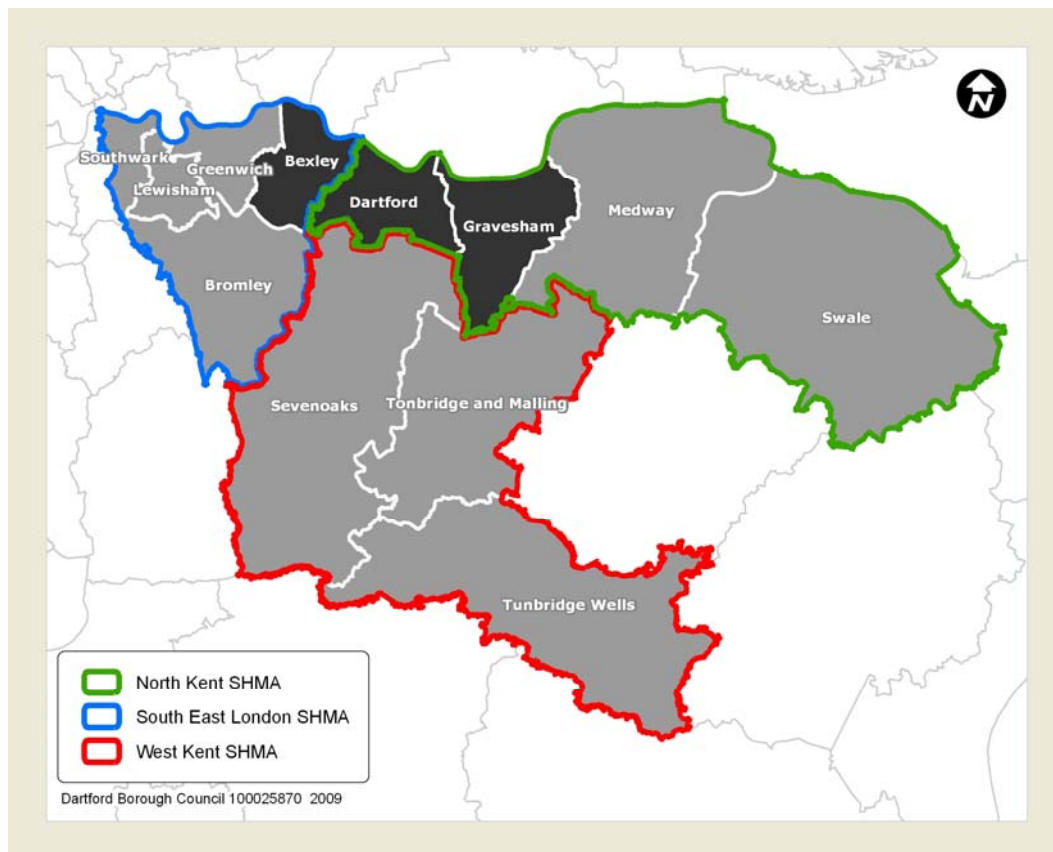 N
Southwark
Greenwich
Bexley
Lewisham
Dartford
Medway
Gravesham
Bromley
Swale
Sevenoaks
Tonbridge and Malling
Tunbridge Wells
North Kent SHMA
South East London SHMA
West Kent SHMA
Dartford Borough Council 100025870 2009